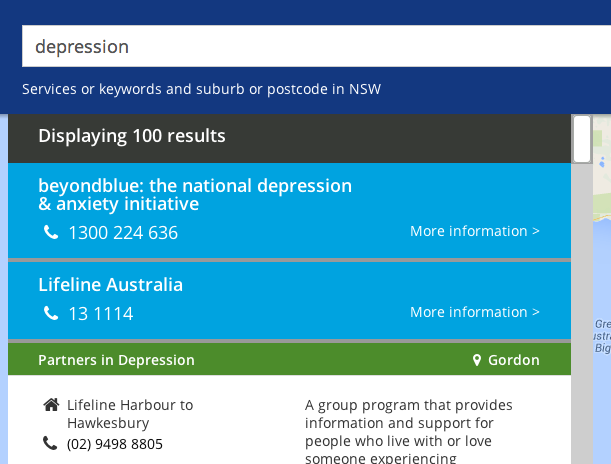 depression
Services or keywords and suburb or postcode in NSW
Displaying 100 results
beyondblue: the national depression
& anxiety initiative
1300 224 636
More information >
Lifeline Australia
13 1114
More information >
Partners in Depression
Gordon
Lifeline Harbour to
Hawkesbury
(02) 9498 8805
A group program that provides
information and support for
people who live with or love
someone experiencing
Gre
ustra
Big